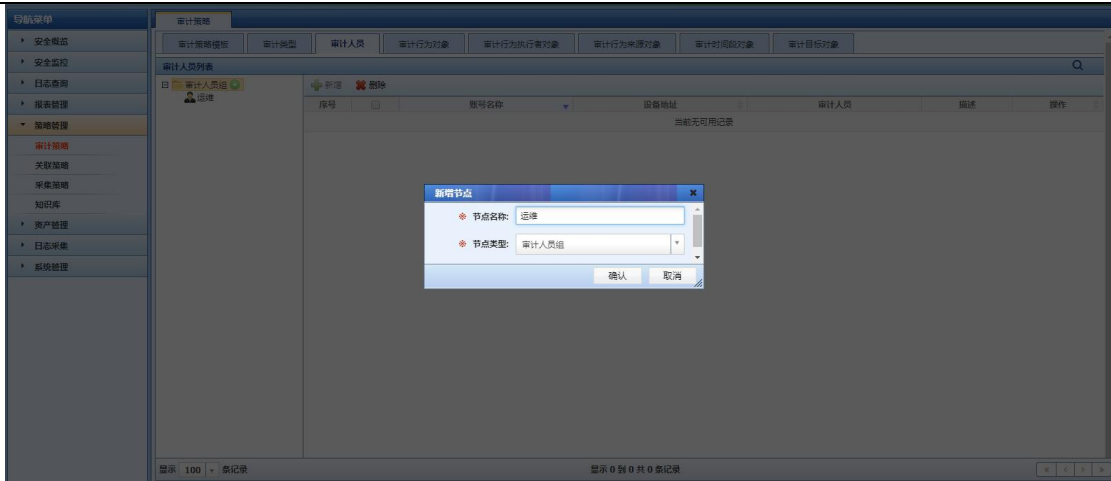 导航菜单
审计策略
安全概览
安全监控
日志查询
报表管理
策略管理
审计策略
关联策略
采集策略
知识库
资产管理
日志采集
系统管理
审计策略模板 审计类型 审计人员 审计行为对象 审计行为执行者对象 审计行为来源对象 审计时间段对象 审计目标对象
审计人员列表
审计人员组
运维
新增 删除
序号 账号名称 设备地址 审计人员 描述 操作
当前无可用记录
新增节点
节点名称: 运维
节点类型: 审计人员组
确认 取消
显示 100 条记录 显示 0 到 0 共 0 条记录